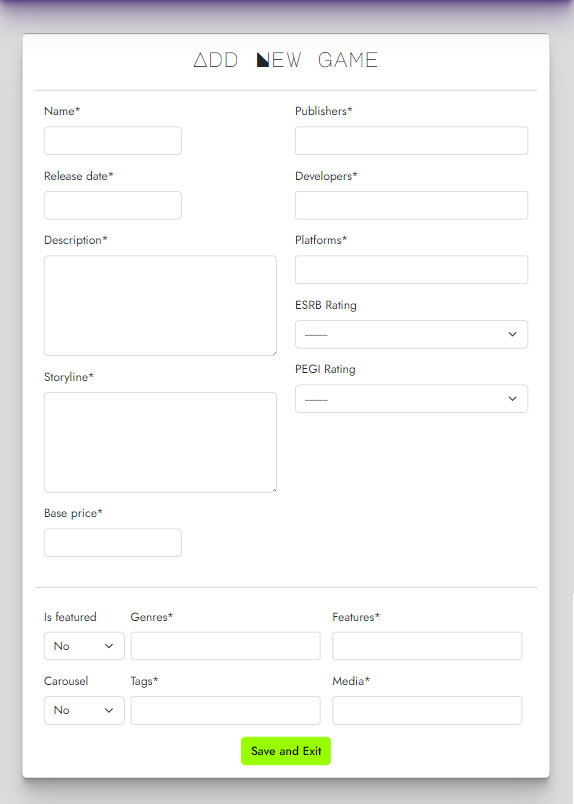 ADD NEW GAME
Name*
Publishers*
Release date*
Developers*
Description*
Platforms*
ESRB Rating
---------
PEGI Rating
---------
Storyline*
Base price*
Is featured
Genres*
Features*
No
Carousel
Tags*
Media*
No
Save and Exit